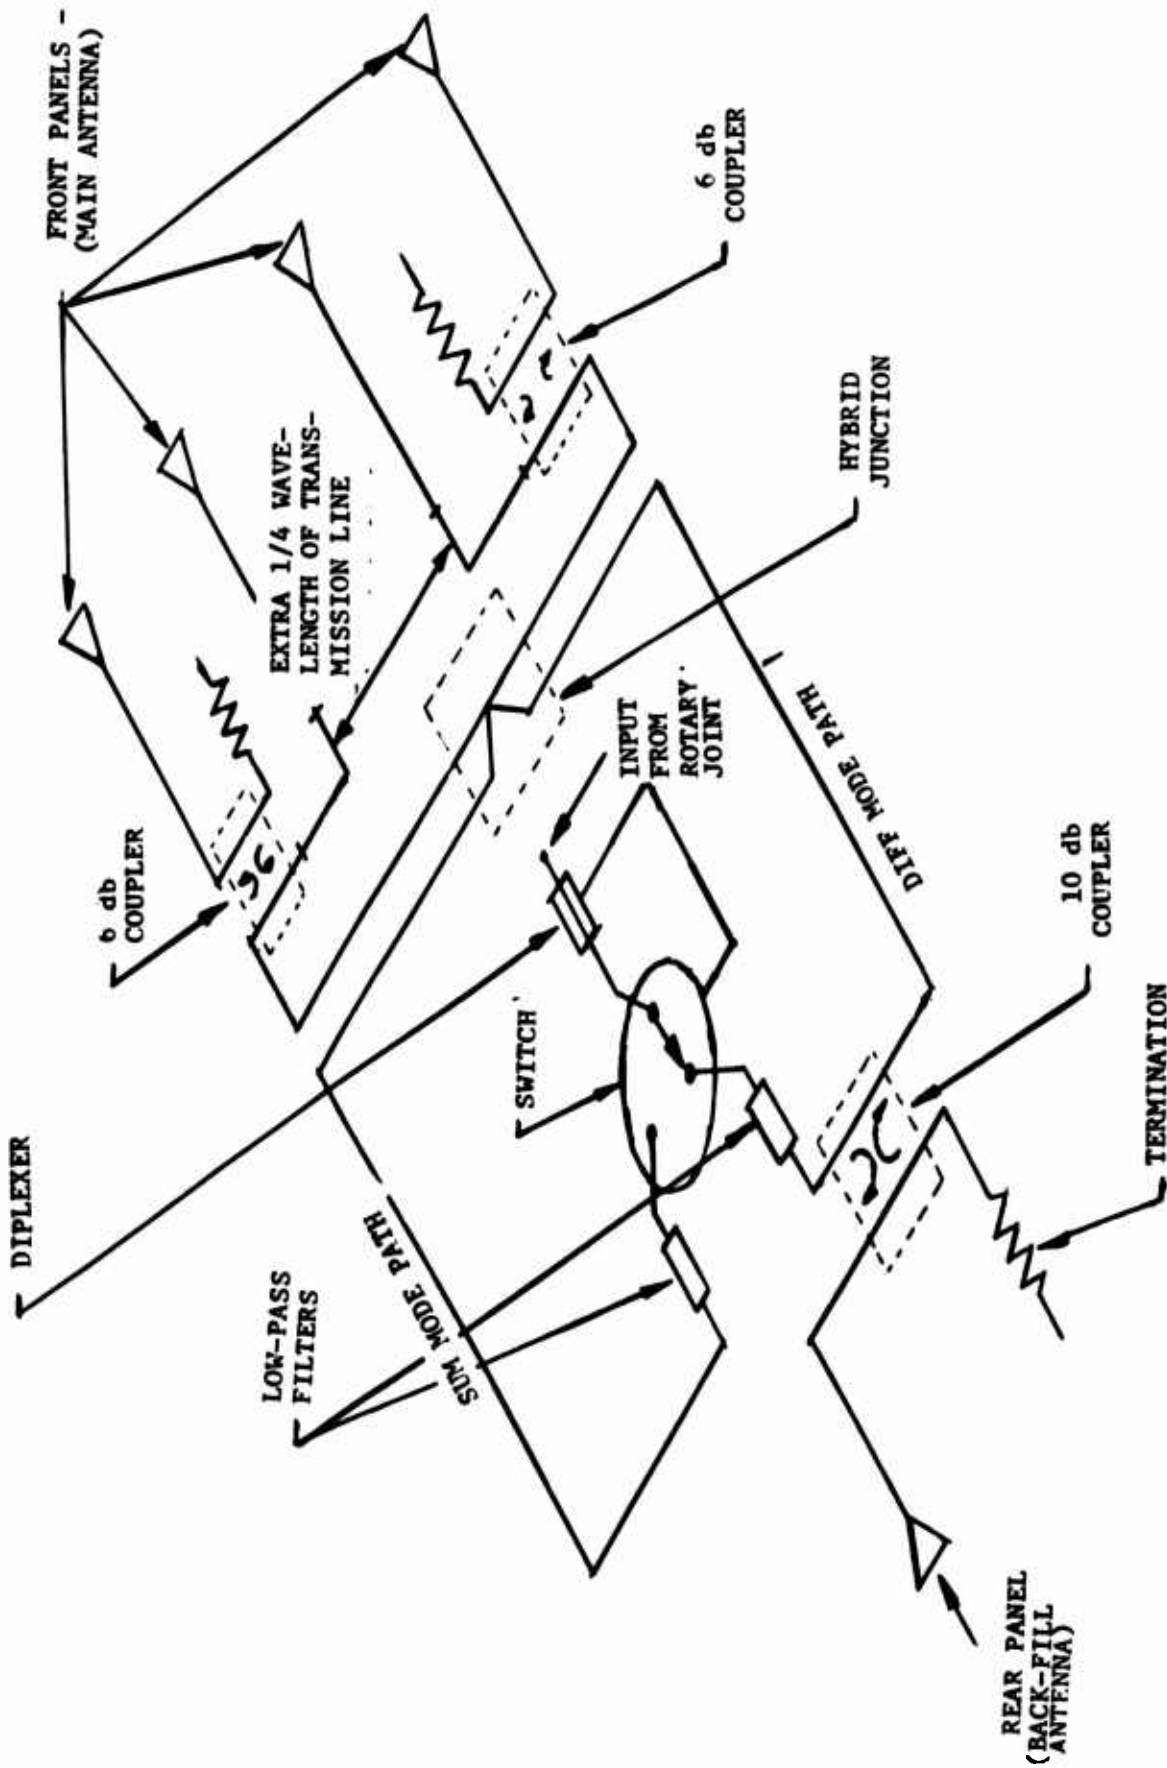 FRONT PANELS -
(MAIN ANTENNA)
6 db
COUPLER
EXTRA 1/4 WAVE-
LENGTH OF TRANS-
MISSION LINE
6 db
COUPLER
HYBRID
JUNCTION
DIPLEXER
INPUT
FROM
ROTARY
JOINT
SWITCH
DIFF MODE PATH
10 db
COUPLER
LOW-PASS
FILTERS
SUM MODE PATH
TERMINATION
REAR PANEL
(BACK-FILL
ANTENNA)